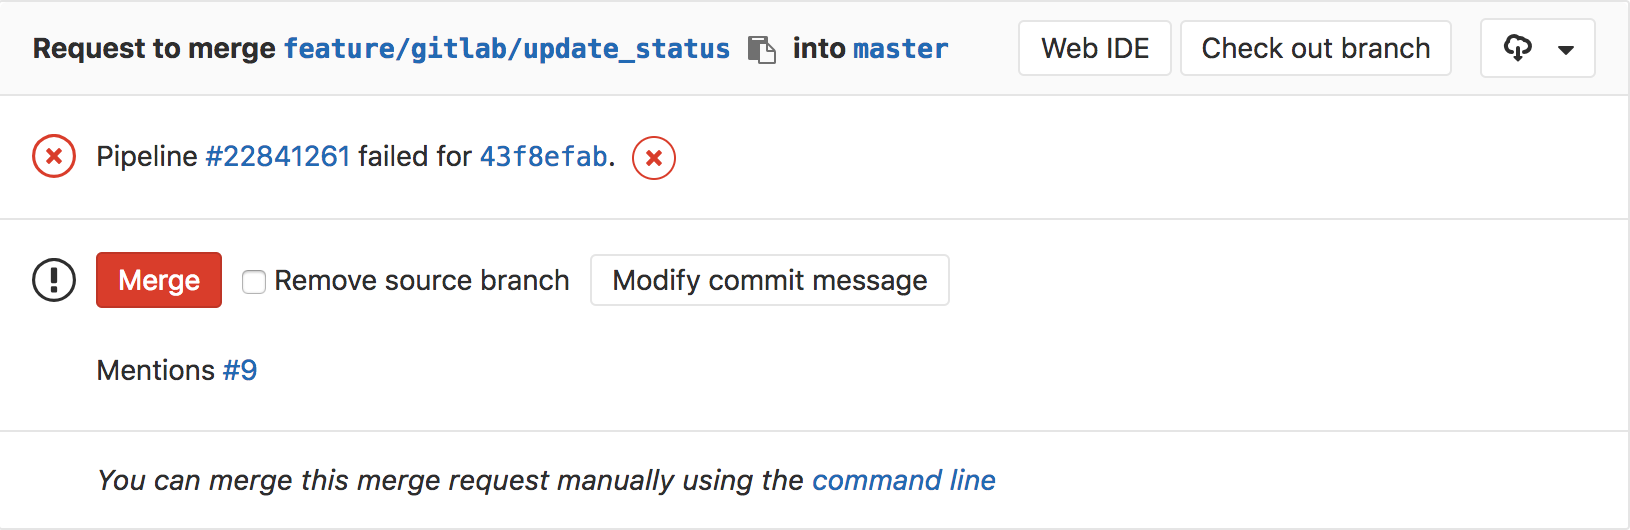 Request to merge feature/gitlab/update_status into master Web IDE Check out branch
Pipeline #22841261 failed for 43f8efab.
Merge Remove source branch Modify commit message
Mentions #9
You can merge this merge request manually using the command line